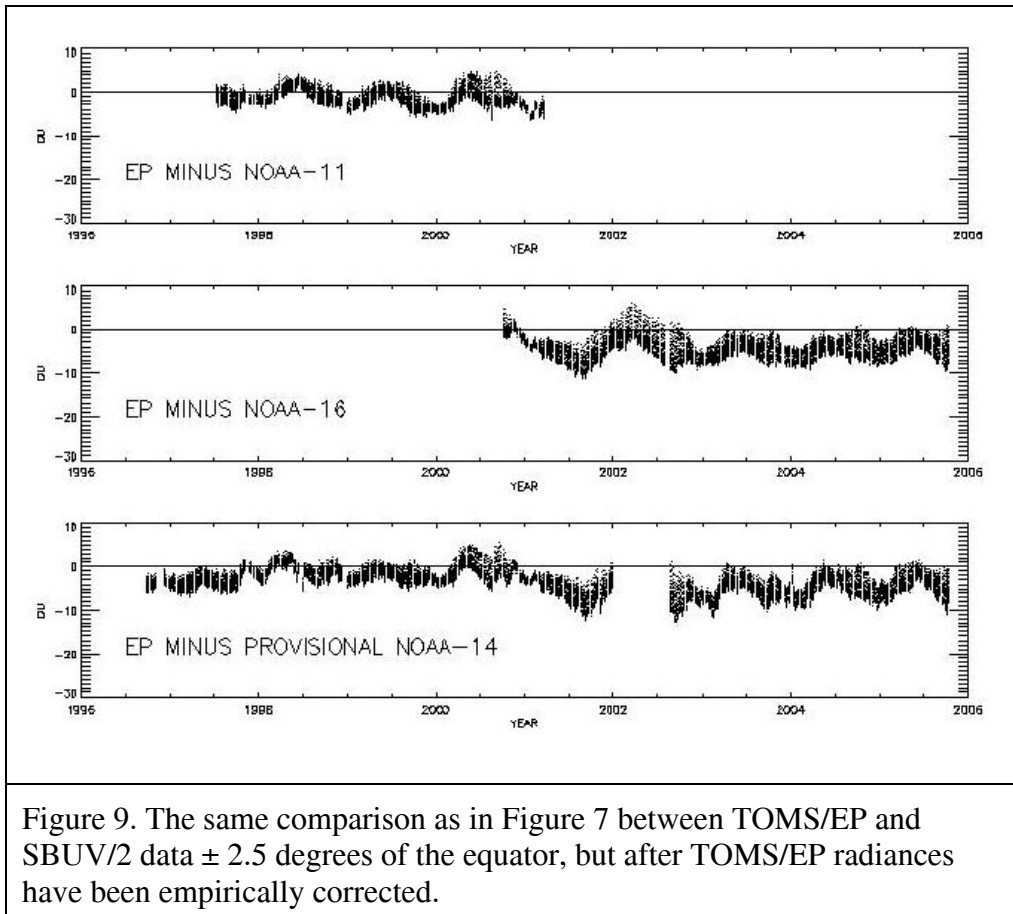 10
0
DU
-10
-20
EP MINUS NOAA-11
-30
1996 1998 2000 2002 2004 2006
YEAR
10
0
DU
-10
-20
EP MINUS NOAA-16
-30
1996 1998 2000 2002 2004 2006
YEAR
10
0
DU
-10
-20
EP MINUS PROVISIONAL NOAA-14
-30
1996 1998 2000 2002 2004 2006
YEAR
Figure 9. The same comparison as in Figure 7 between TOMS/EP and
SBUV/2 data ± 2.5 degrees of the equator, but after TOMS/EP radiances
have been empirically corrected.